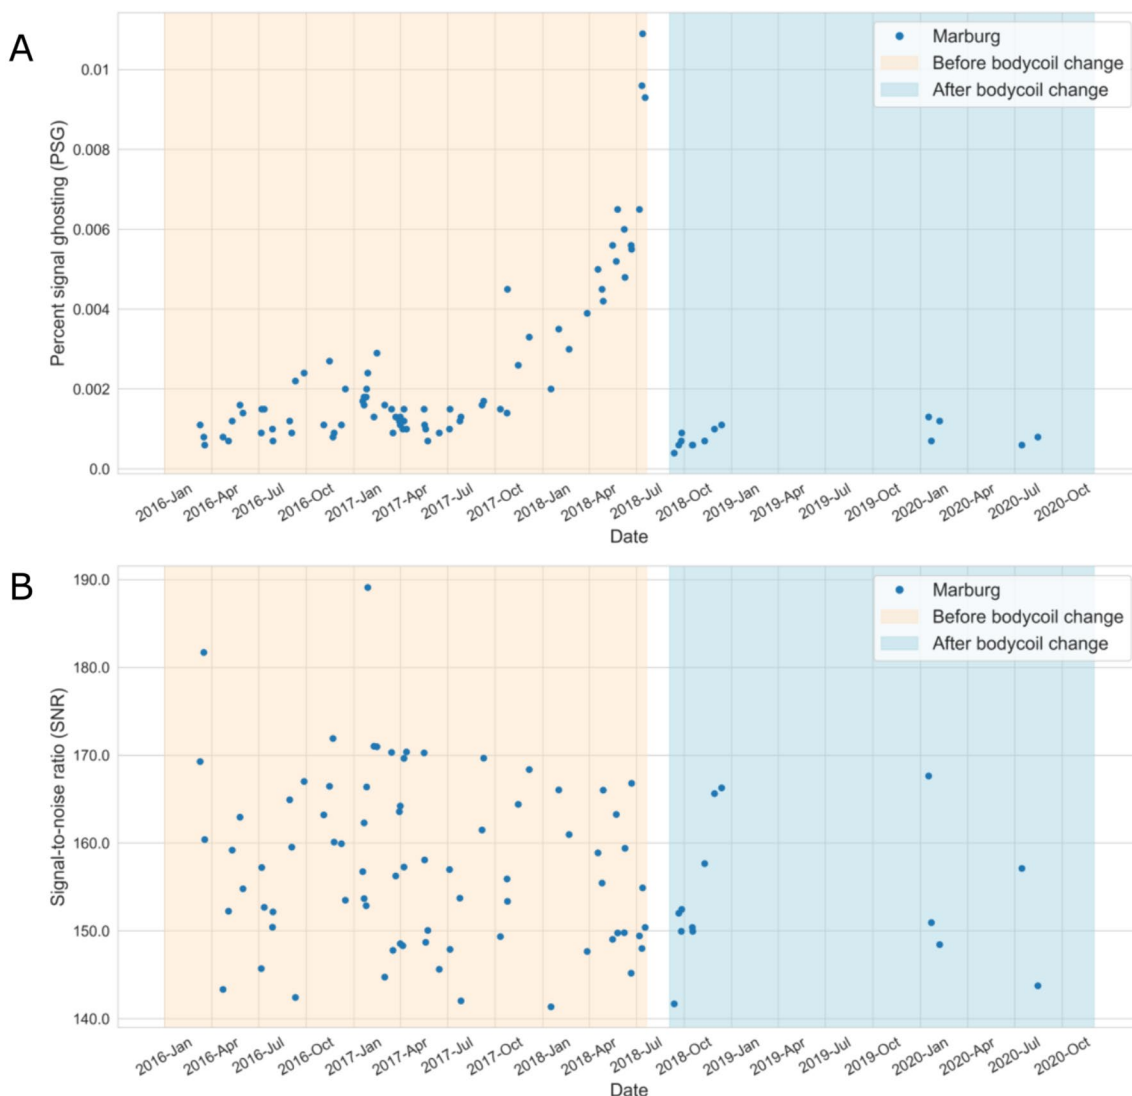 A
Marburg
Before bodycoil change
After bodycoil change
Percent signal ghosting (PSG)
0.01
0.008
0.006
0.004
0.002
0.0
2016-Jan 2016-Apr 2016-Jul 2016-Oct 2017-Jan 2017-Apr 2017-Jul 2017-Oct 2018-Jan 2018-Apr 2018-Jul 2018-Oct 2019-Jan 2019-Apr 2019-Jul 2019-Oct 2020-Jan 2020-Apr 2020-Jul 2020-Oct
Date
B
Marburg
Before bodycoil change
After bodycoil change
Signal-to-noise ratio (SNR)
190.0
180.0
170.0
160.0
150.0
140.0
2016-Jan 2016-Apr 2016-Jul 2016-Oct 2017-Jan 2017-Apr 2017-Jul 2017-Oct 2018-Jan 2018-Apr 2018-Jul 2018-Oct 2019-Jan 2019-Apr 2019-Jul 2019-Oct 2020-Jan 2020-Apr 2020-Jul 2020-Oct
Date